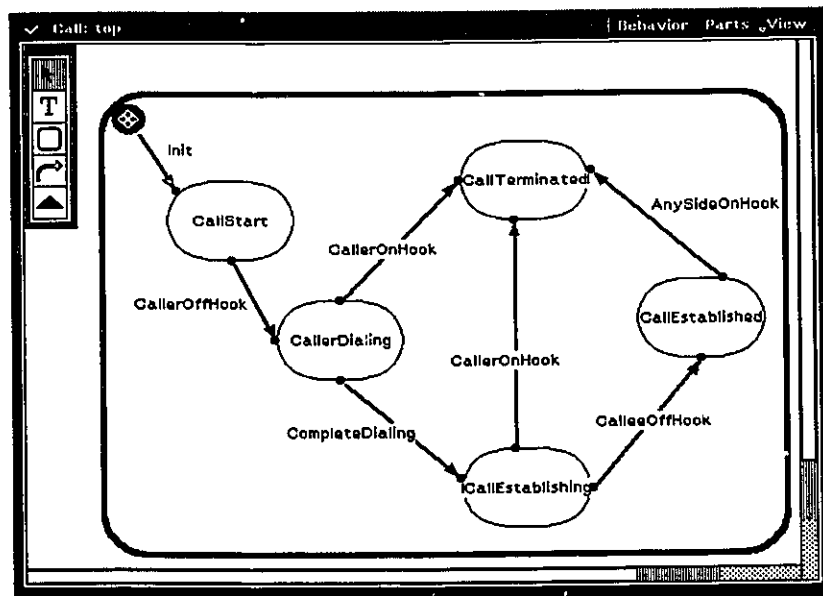 Call: top
Behavior Parts View
T
Init
CallStart
CallTerminated
AnySideOnHook
CallerOnHook
CallerOffHook
CallerDialing
CallEstablished
CallerOnHook
CalleeOffHook
CompleteDialing
CallEstablishing